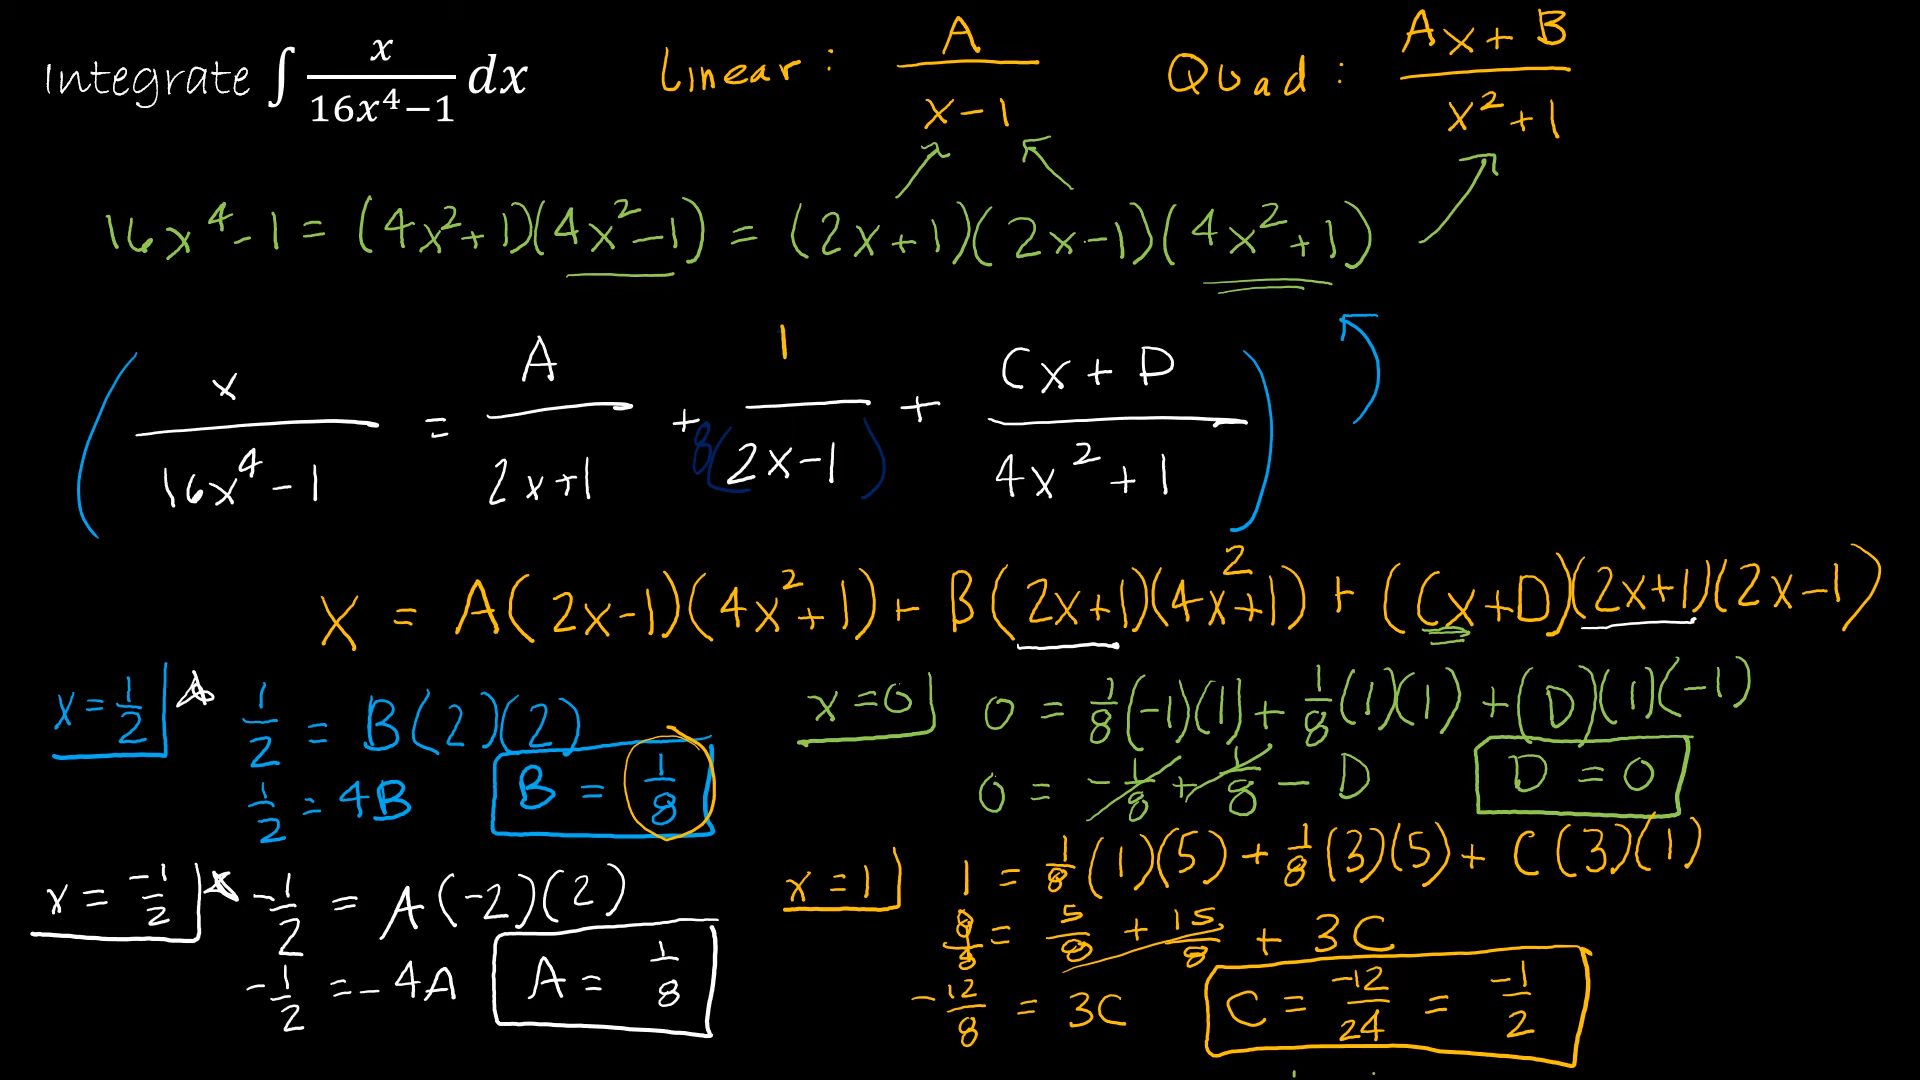 Integrate ∫ x/(16x⁴−1) dx   Linear: A/(x−1)   Quad: (Ax+B)/(x²+1)
16x⁴−1 = (4x²+1)(4x²−1) = (2x+1)(2x−1)(4x²+1)
( x/(16x⁴−1) = A/(2x+1) + 1/(8(2x−1)) + (Cx+D)/(4x²+1) )
x = A(2x−1)(4x²+1) + B(2x+1)(4x²+1) + (Cx+D)(2x+1)(2x−1)
x=1/2   1/2 = B(2)(2)
1/2 = 4B   B = 1/8
x = −1/2   −1/2 = A(−2)(2)
−1/2 = −4A   A = 1/8
x=0   0 = 1/8(−1)(1) + 1/8(1)(1) + (D)(1)(−1)
0 = −1/8 + 1/8 − D   D = 0
x=1   1 = 1/8(1)(5) + 1/8(3)(5) + C(3)(1)
8/8 = 5/8 + 15/8 + 3C
−12/8 = 3C   C = −12/24 = −1/2